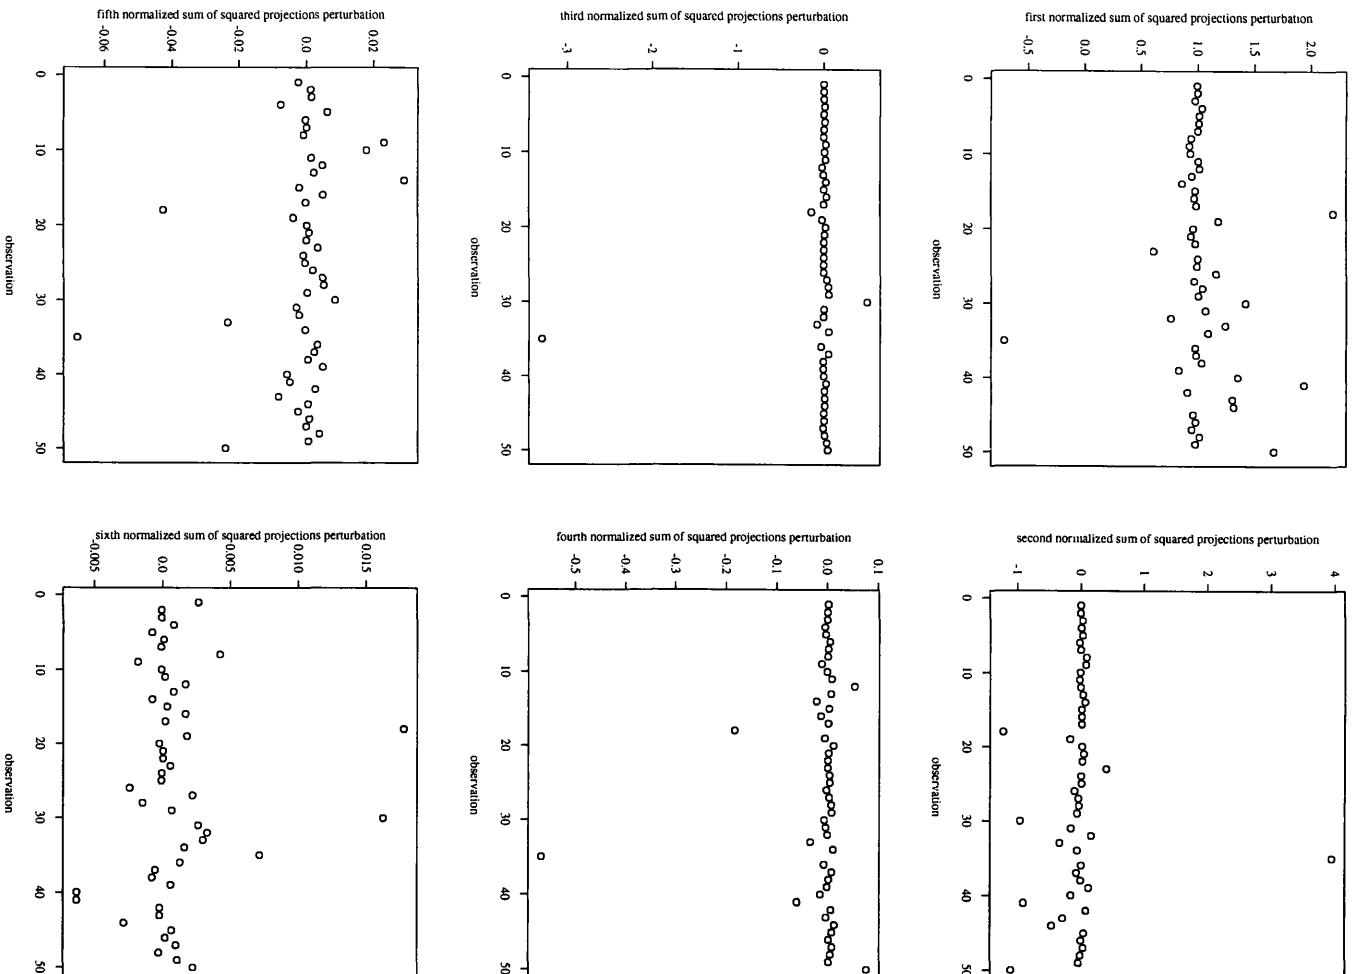 fifth normalized sum of squared projections perturbation
-0.06 -0.04 -0.02 0.0 0.02
0 10 20 30 40 50
observation
third normalized sum of squared projections perturbation
.3 -2 -1 0
0 10 20 30 40 50
observation
first normalized sum of squared projections perturbation
-0.5 0.0 0.5 1.0 1.5 2.0
0 10 20 30 40 50
observation
sixth normalized sum of squared projections perturbation
-0.005 0.0 0.005 0.010 0.015
0 10 20 30 40 50
observation
fourth normalized sum of squared projections perturbation
-0.5 -0.4 -0.3 -0.2 -0.1 0.0 0.1
0 10 20 30 40 50
observation
second normalized sum of squared projections perturbation
-1 0 1 2 3 4
0 10 20 30 40 50
observation